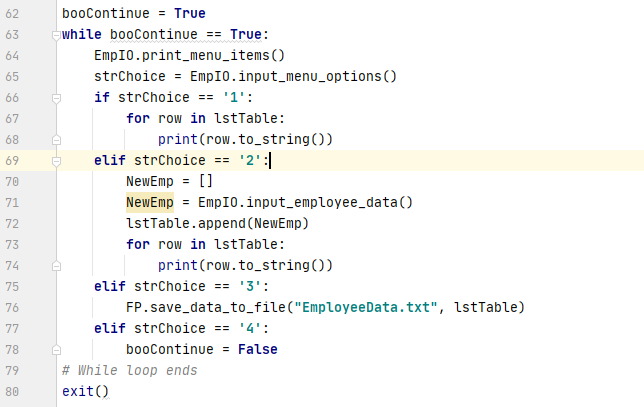 62 booContinue = True
63 while booContinue == True:
64     EmpIO.print_menu_items()
65     strChoice = EmpIO.input_menu_options()
66     if strChoice == '1':
67         for row in lstTable:
68             print(row.to_string())
69     elif strChoice == '2':
70         NewEmp = []
71         NewEmp = EmpIO.input_employee_data()
72         lstTable.append(NewEmp)
73         for row in lstTable:
74             print(row.to_string())
75     elif strChoice == '3':
76         FP.save_data_to_file("EmployeeData.txt", lstTable)
77     elif strChoice == '4':
78         booContinue = False
79 # While loop ends
80 exit()